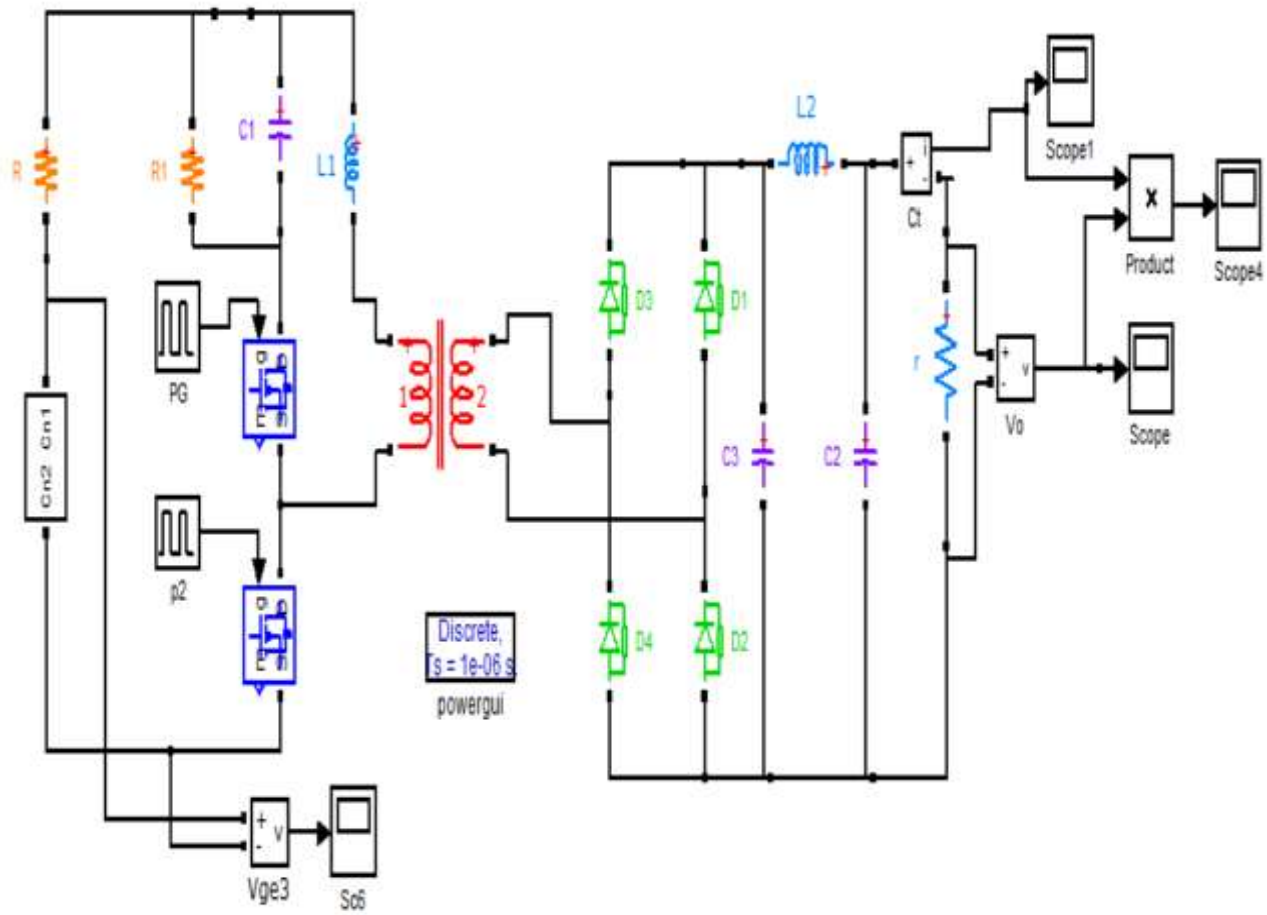 R
R1
C1
L1
PG
g
D
m
S
Cn2 Cn1
p2
g
D
m
S
1
2
Discrete,
Ts = 1e-06 s.
powergui
+
-
v
Vge3
Sc6
D3
D1
D4
D2
C3
L2
C2
+
i
-
Ct
r
+
-
v
Vo
Scope1
x
Product
Scope4
Scope